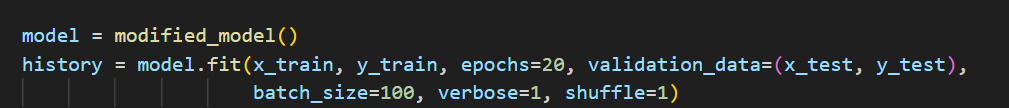 model = modified_model()
history = model.fit(x_train, y_train, epochs=20, validation_data=(x_test, y_test),
batch_size=100, verbose=1, shuffle=1)